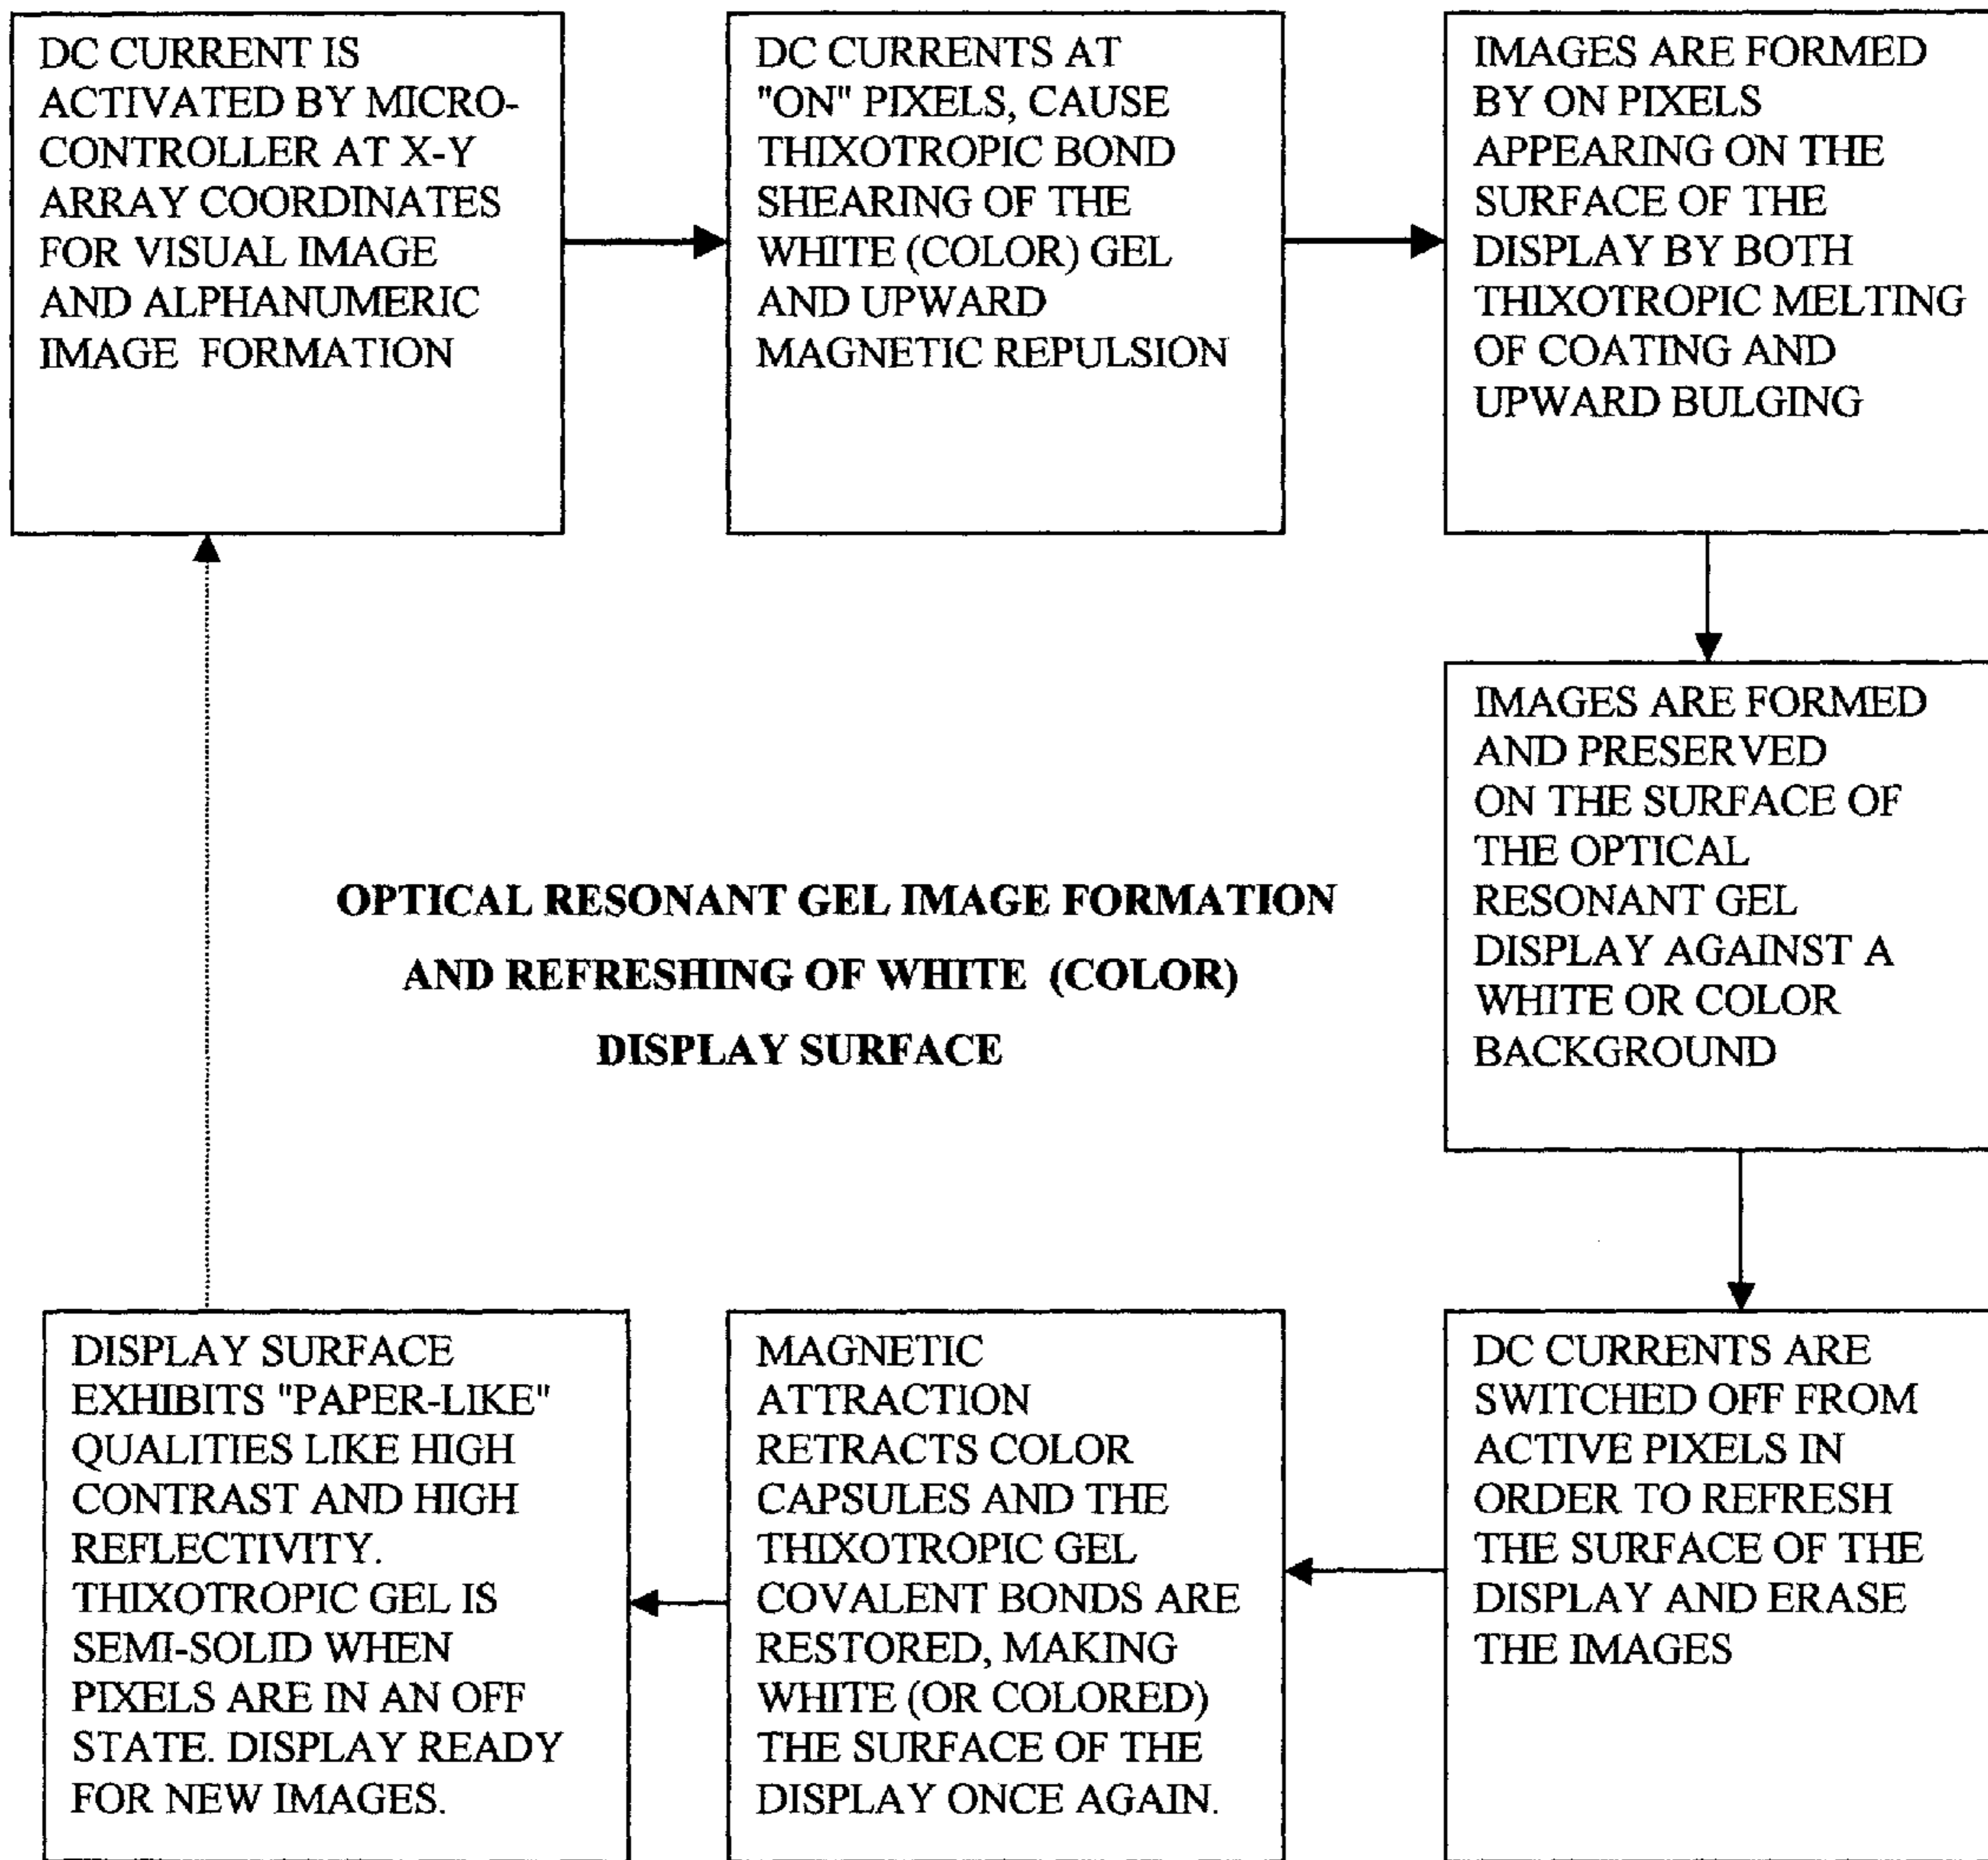 DC CURRENT IS
ACTIVATED BY MICRO-
CONTROLLER AT X-Y
ARRAY COORDINATES
FOR VISUAL IMAGE
AND ALPHANUMERIC
IMAGE FORMATION
DC CURRENTS AT
"ON" PIXELS, CAUSE
THIXOTROPIC BOND
SHEARING OF THE
WHITE (COLOR) GEL
AND UPWARD
MAGNETIC REPULSION
IMAGES ARE FORMED
BY ON PIXELS
APPEARING ON THE
SURFACE OF THE
DISPLAY BY BOTH
THIXOTROPIC MELTING
OF COATING AND
UPWARD BULGING
IMAGES ARE FORMED
AND PRESERVED
ON THE SURFACE OF
THE OPTICAL
RESONANT GEL
DISPLAY AGAINST A
WHITE OR COLOR
BACKGROUND
OPTICAL RESONANT GEL IMAGE FORMATION
AND REFRESHING OF WHITE (COLOR)
DISPLAY SURFACE
DC CURRENTS ARE
SWITCHED OFF FROM
ACTIVE PIXELS IN
ORDER TO REFRESH
THE SURFACE OF THE
DISPLAY AND ERASE
THE IMAGES
MAGNETIC
ATTRACTION
RETRACTS COLOR
CAPSULES AND THE
THIXOTROPIC GEL
COVALENT BONDS ARE
RESTORED, MAKING
WHITE (OR COLORED)
THE SURFACE OF THE
DISPLAY ONCE AGAIN.
DISPLAY SURFACE
EXHIBITS "PAPER-LIKE"
QUALITIES LIKE HIGH
CONTRAST AND HIGH
REFLECTIVITY.
THIXOTROPIC GEL IS
SEMI-SOLID WHEN
PIXELS ARE IN AN OFF
STATE. DISPLAY READY
FOR NEW IMAGES.